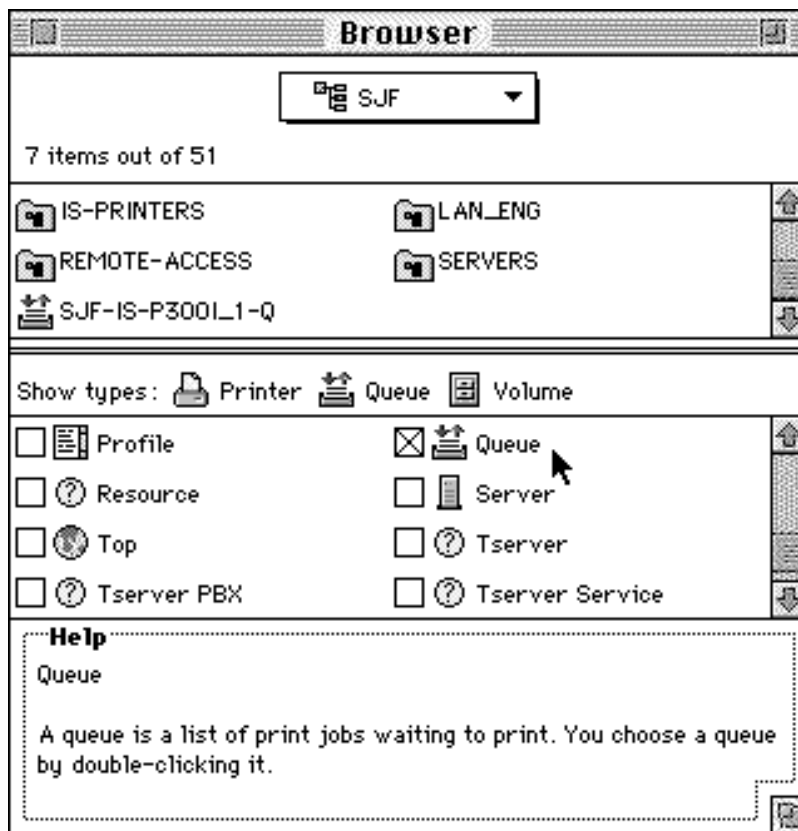 Browser
SJF
7 items out of 51
IS-PRINTERS LAN_ENG
REMOTE-ACCESS SERVERS
SJF-IS-P300I_1-Q
Show types: Printer Queue Volume
Profile Queue
Resource Server
Top Tserver
Tserver PBX Tserver Service
Help
Queue
A queue is a list of print jobs waiting to print. You choose a queue
by double-clicking it.